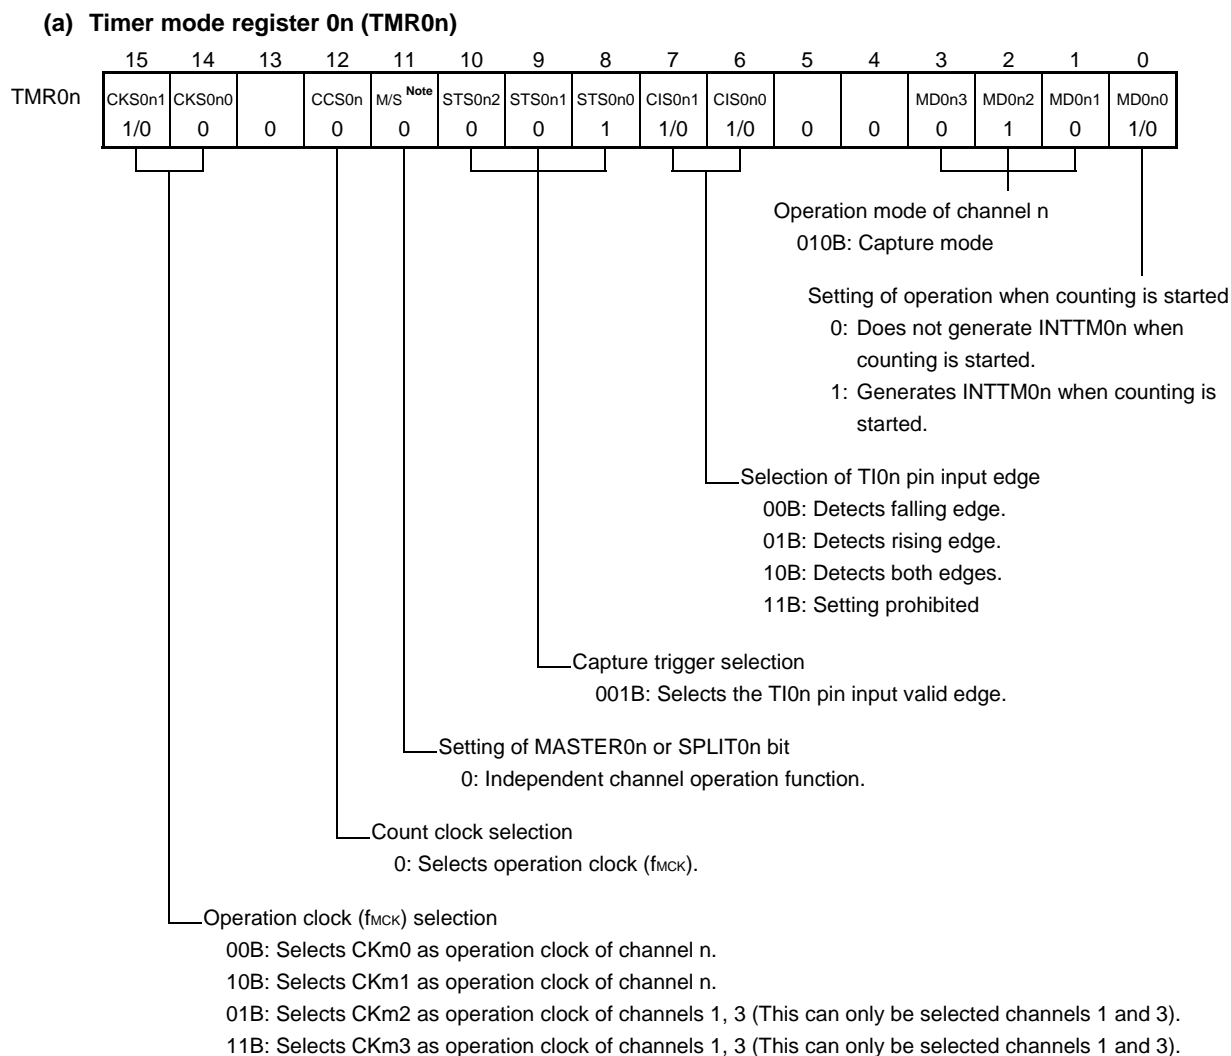 (a) Timer mode register 0n (TMR0n)
15 14 13 12 11 10 9 8 7 6 5 4 3 2 1 0
TMR0n CKS0n1 CKS0n0 CCS0n M/S Note STS0n2 STS0n1 STS0n0 CIS0n1 CIS0n0 MD0n3 MD0n2 MD0n1 MD0n0
1/0 0 0 0 0 0 0 1 1/0 1/0 0 0 0 1 0 1/0
Operation mode of channel n
010B: Capture mode
Setting of operation when counting is started
0: Does not generate INTTM0n when
counting is started.
1: Generates INTTM0n when counting is
started.
Selection of TI0n pin input edge
00B: Detects falling edge.
01B: Detects rising edge.
10B: Detects both edges.
11B: Setting prohibited
Capture trigger selection
001B: Selects the TI0n pin input valid edge.
Setting of MASTER0n or SPLIT0n bit
0: Independent channel operation function.
Count clock selection
0: Selects operation clock (fMCK).
Operation clock (fMCK) selection
00B: Selects CKm0 as operation clock of channel n.
10B: Selects CKm1 as operation clock of channel n.
01B: Selects CKm2 as operation clock of channels 1, 3 (This can only be selected channels 1 and 3).
11B: Selects CKm3 as operation clock of channels 1, 3 (This can only be selected channels 1 and 3).